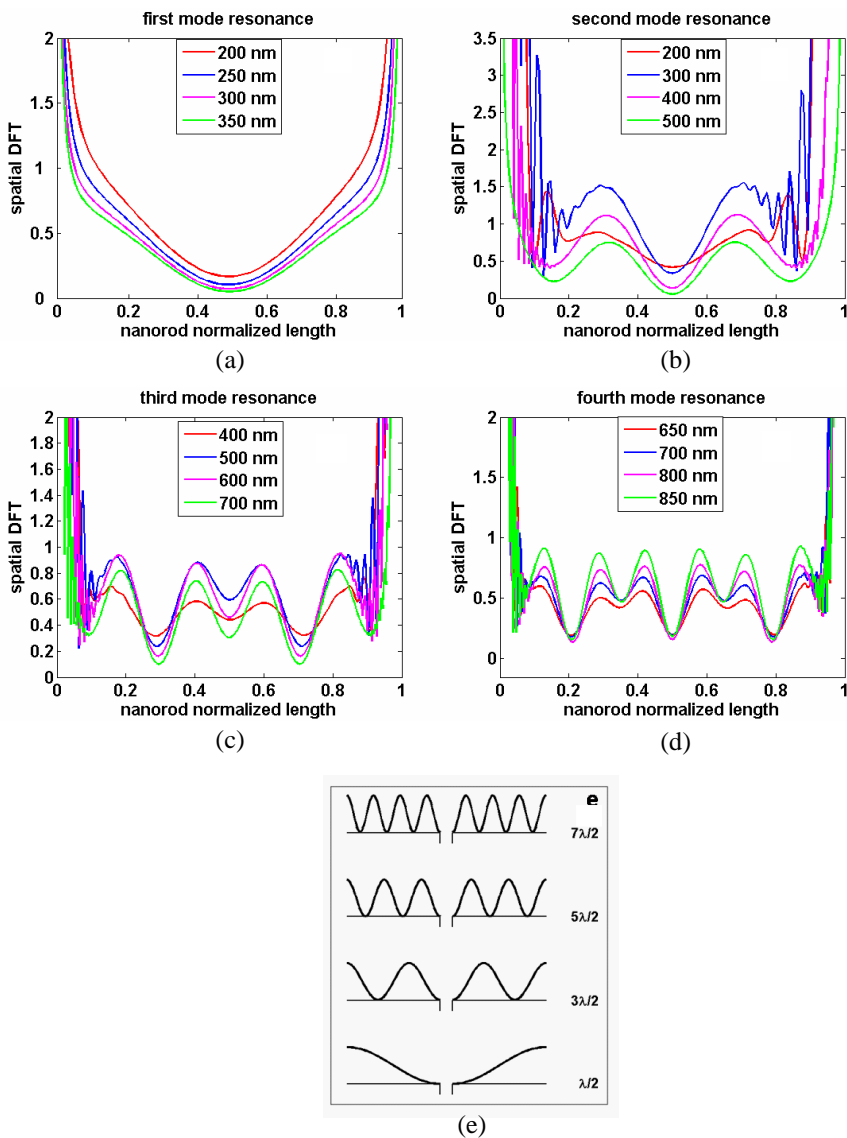 first mode resonance
2
1.5
1
0.5
0
spatial DFT
200 nm
250 nm
300 nm
350 nm
0 0.2 0.4 0.6 0.8 1
nanorod normalized length
(a)
second mode resonance
3.5
3
2.5
2
1.5
1
0.5
0
spatial DFT
200 nm
300 nm
400 nm
500 nm
0 0.2 0.4 0.6 0.8 1
nanorod normalized length
(b)
third mode resonance
2
1.8
1.6
1.4
1.2
1
0.8
0.6
0.4
0.2
0
spatial DFT
400 nm
500 nm
600 nm
700 nm
0 0.2 0.4 0.6 0.8 1
nanorod normalized length
(c)
fourth mode resonance
2
1.5
1
0.5
0
spatial DFT
650 nm
700 nm
800 nm
850 nm
0 0.2 0.4 0.6 0.8 1
nanorod normalized length
(d)
e
7λ/2
5λ/2
3λ/2
λ/2
(e)